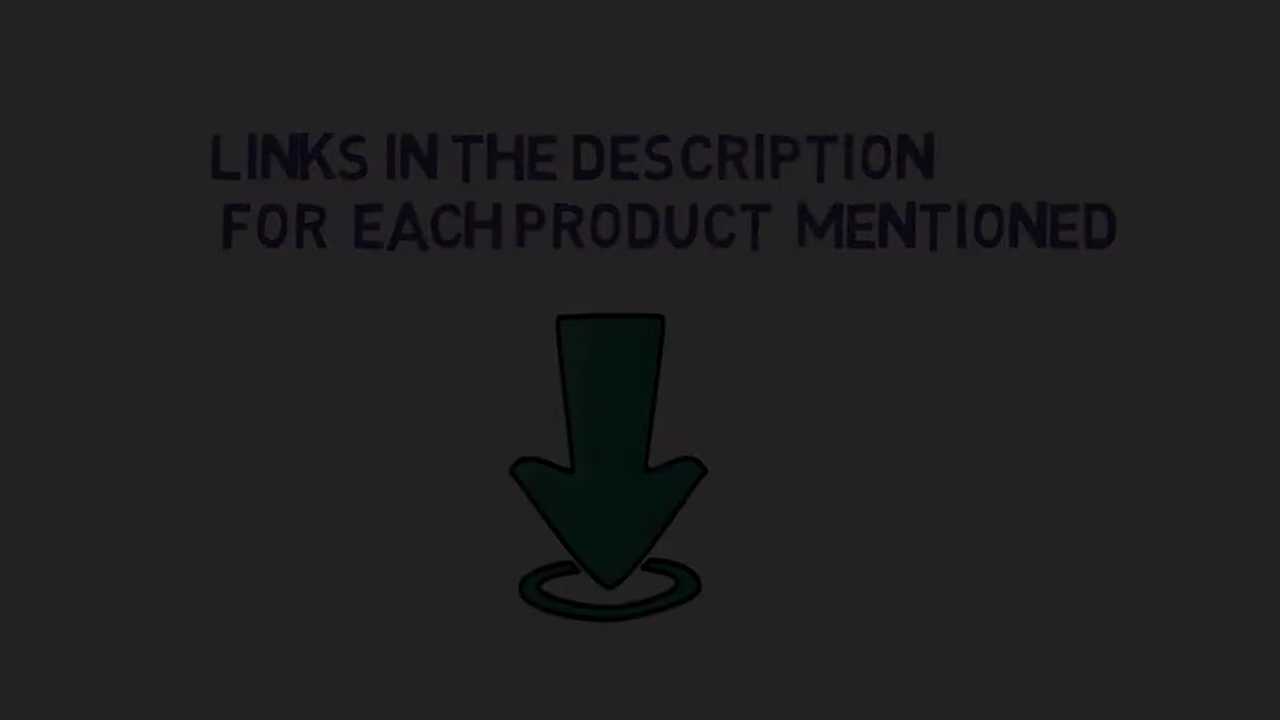 LINKS IN THE DESCRIPTION
FOR EACH PRODUCT MENTIONED